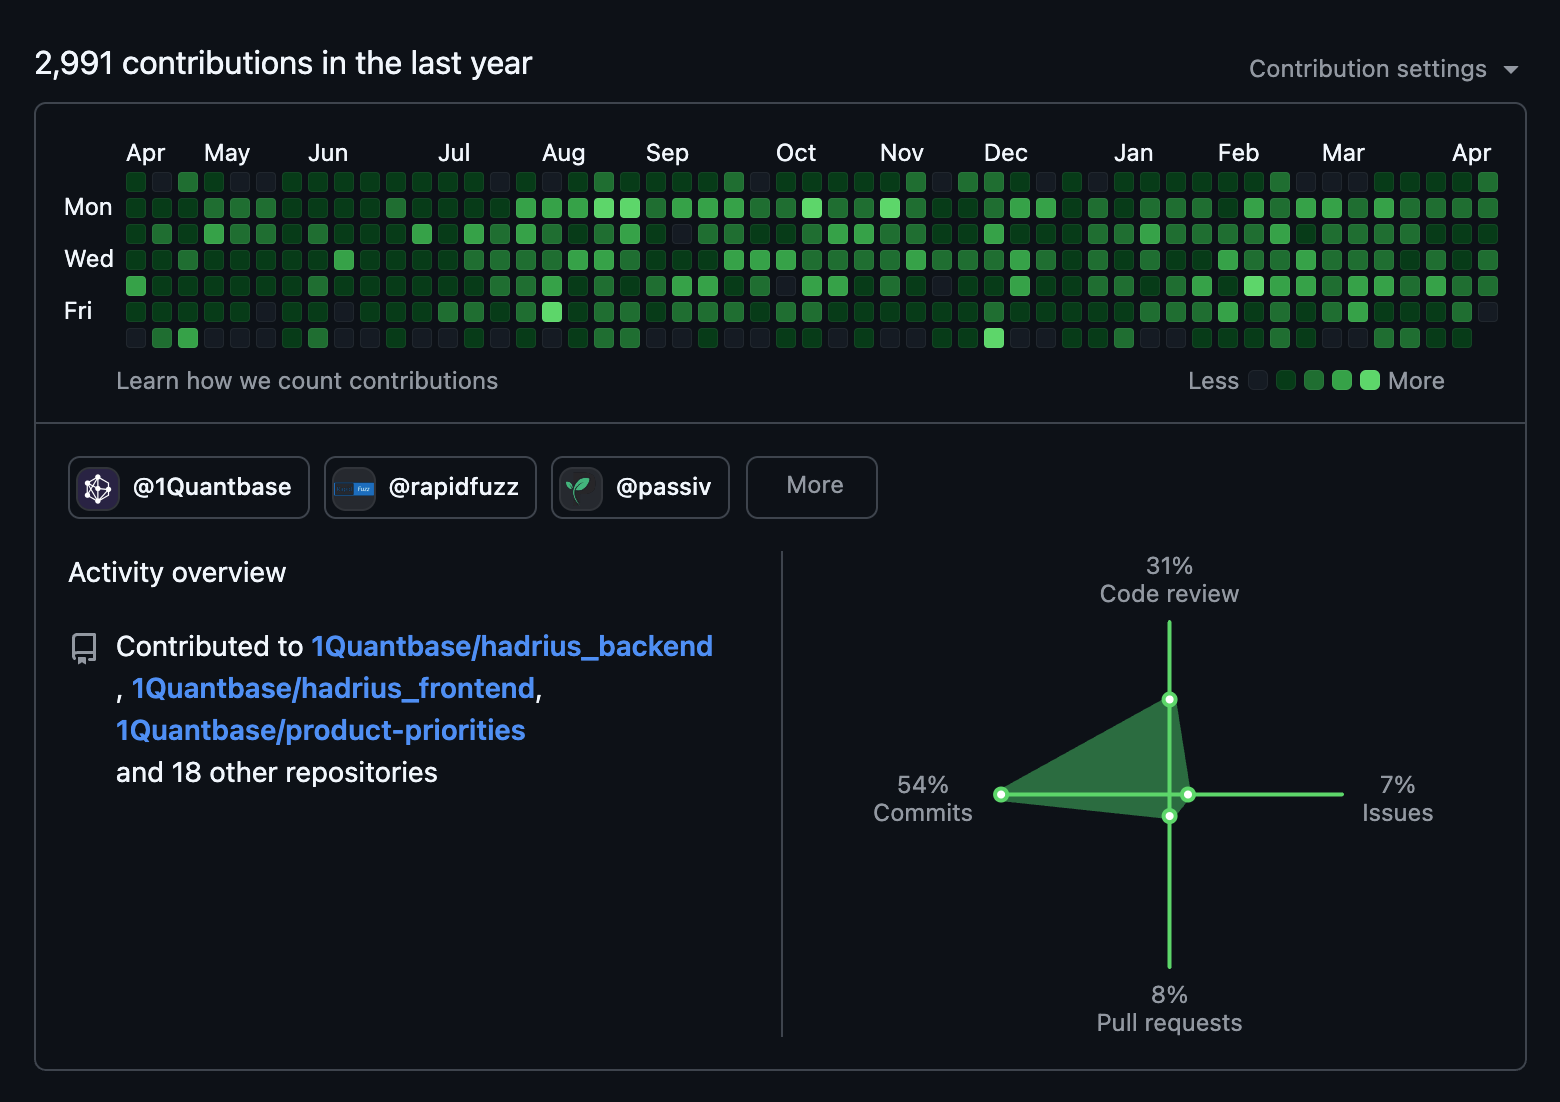 2,991 contributions in the last year
Contribution settings
Apr May Jun Jul Aug Sep Oct Nov Dec Jan Feb Mar Apr
Mon
Wed
Fri
Learn how we count contributions
Less More
@1Quantbase @rapidfuzz @passiv More
Activity overview
Contributed to 1Quantbase/hadrius_backend
, 1Quantbase/hadrius_frontend,
1Quantbase/product-priorities
and 18 other repositories
31%
Code review
54%
Commits
7%
Issues
8%
Pull requests